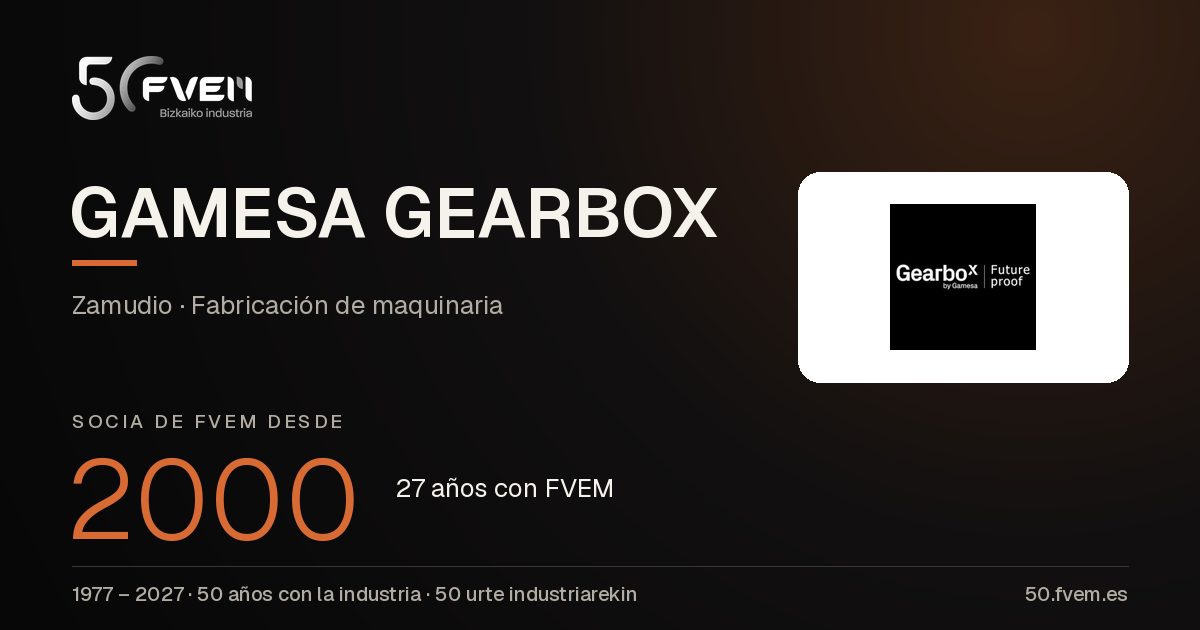 50 FVEM
Bizkaiko industria
GAMESA GEARBOX
Zamudio · Fabricación de maquinaria
Gearbox
by Gamesa
Future
proof
SOCIA DE FVEM DESDE
2000
27 años con FVEM
1977 – 2027 · 50 años con la industria · 50 urte industriarekin
50.fvem.es